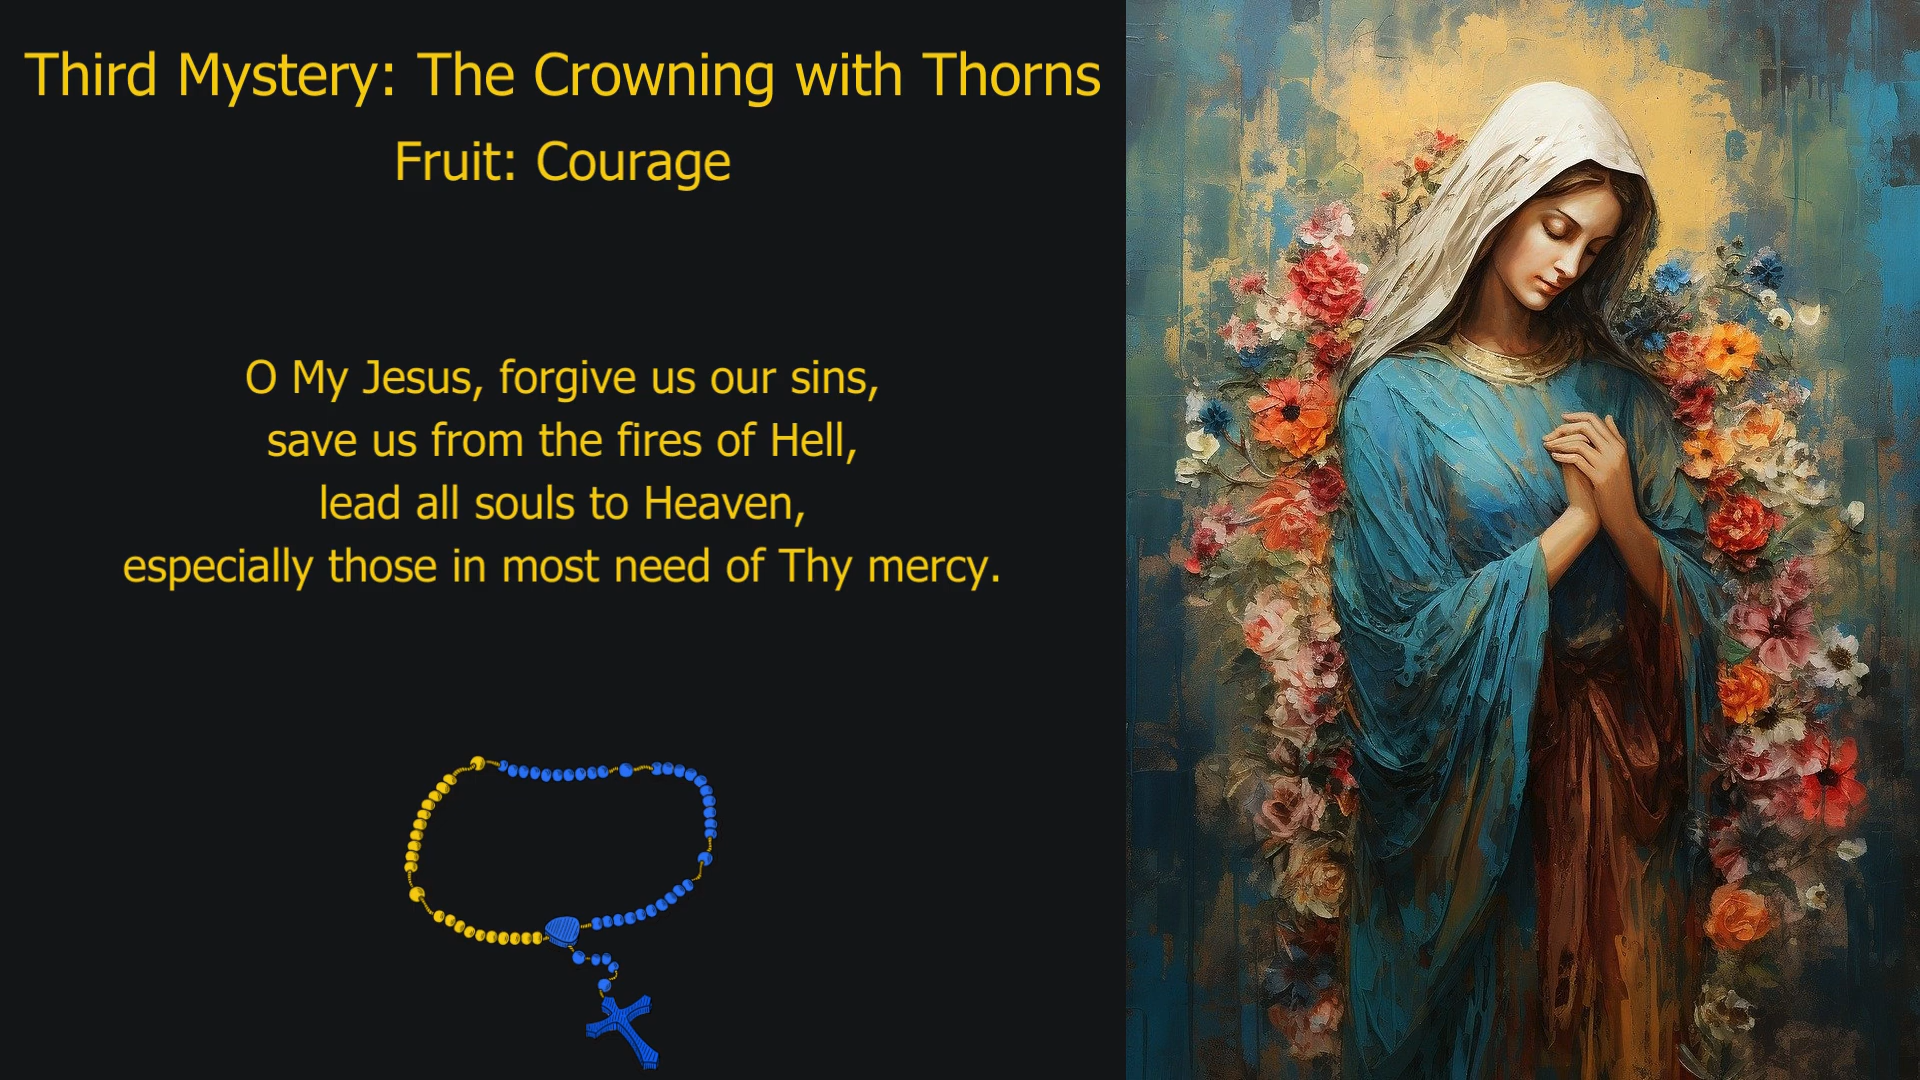 Third Mystery: The Crowning with Thorns
Fruit: Courage
O My Jesus, forgive us our sins,
save us from the fires of Hell,
lead all souls to Heaven,
especially those in most need of Thy mercy.